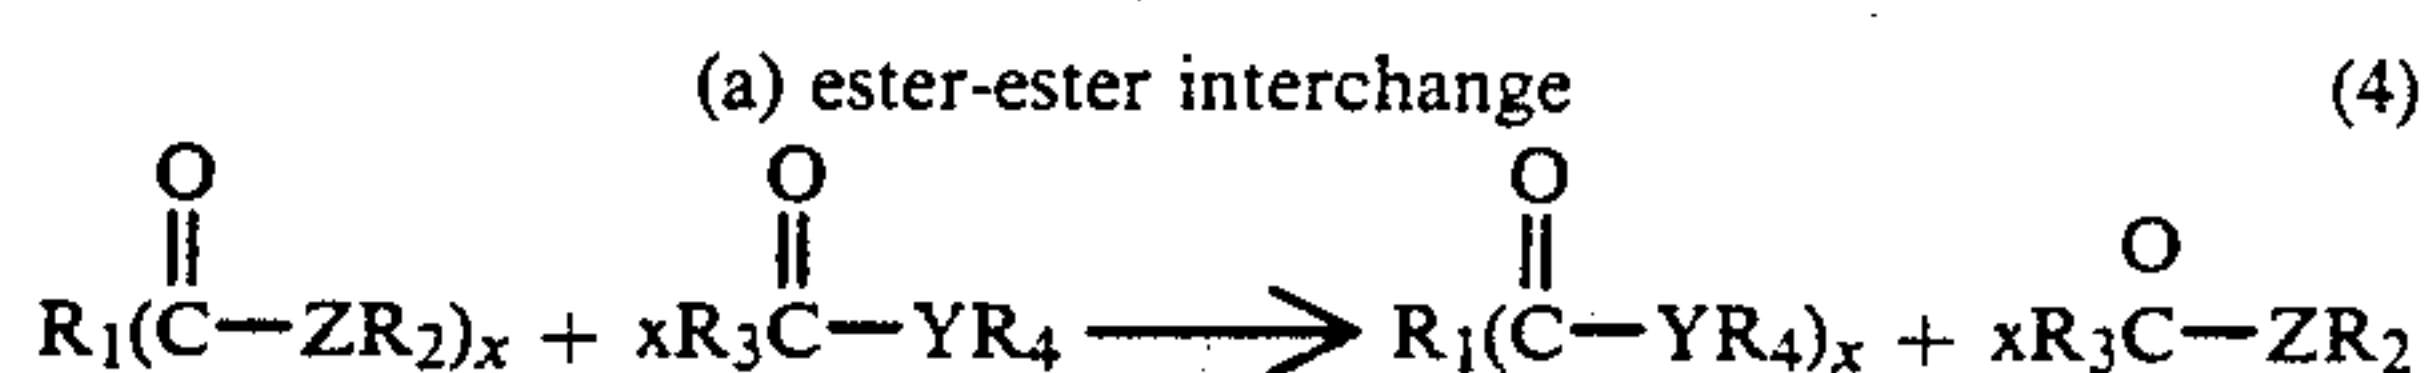 (a) ester-ester interchange (4)
O O O O
R₁(C—ZR₂)ₓ + xR₃C—YR₄ ⟶ R₁(C—YR₄)ₓ + xR₃C—ZR₂